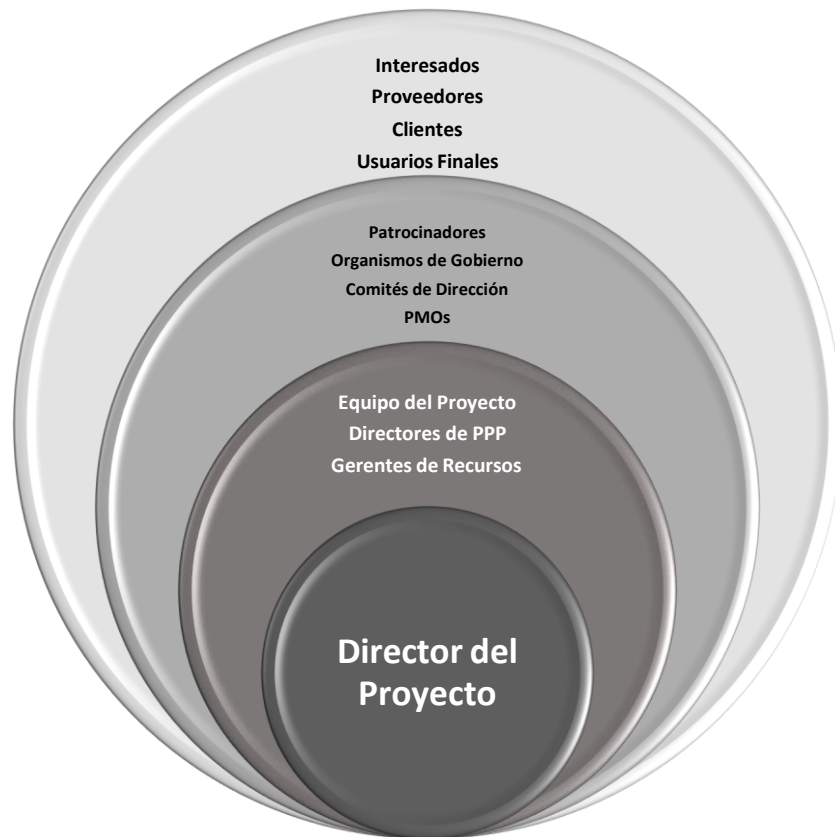 Interesados
Proveedores
Clientes
Usuarios Finales
Patrocinadores
Organismos de Gobierno
Comités de Dirección
PMOs
Equipo del Proyecto
Directores de PPP
Gerentes de Recursos
Director del
Proyecto